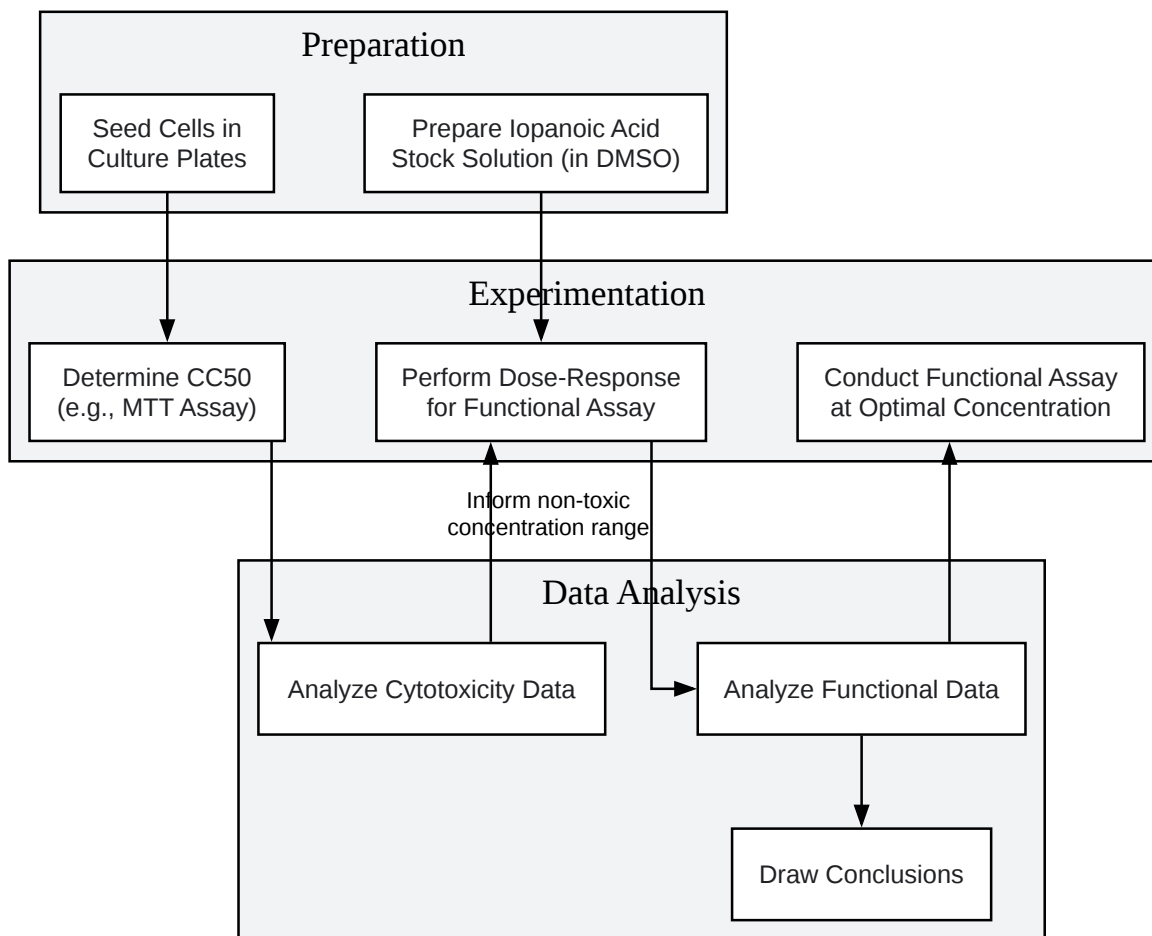 Preparation
Seed Cells in
Culture Plates
Prepare Iopanoic Acid
Stock Solution (in DMSO)
Experimentation
Determine CC50
(e.g., MTT Assay)
Perform Dose-Response
for Functional Assay
Conduct Functional Assay
at Optimal Concentration
Inform non-toxic
concentration range
Data Analysis
Analyze Cytotoxicity Data
Analyze Functional Data
Draw Conclusions